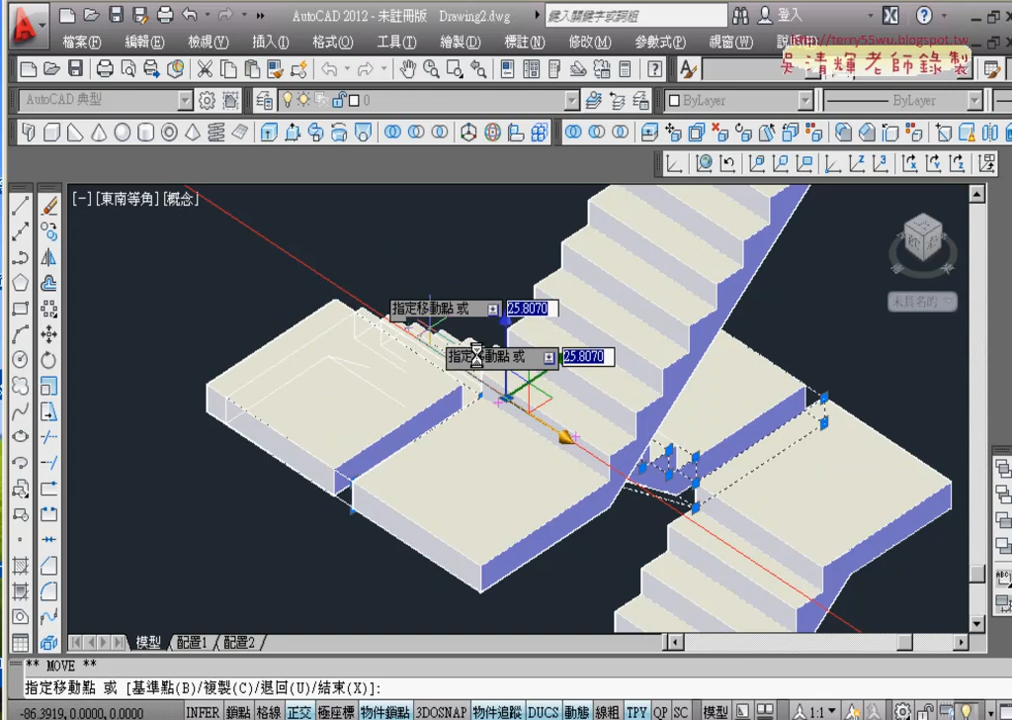 AutoCAD 2012 - 未註冊版 Drawing2.dwg
鍵入關鍵字或詞組
登入
檔案(F) 編輯(E) 檢視(V) 插入(I) 格式(O) 工具(T) 繪製(D) 標註(N) 修改(M) 參數式(P) 視窗(W)
http://terry55wu.blogspot.tw
吳清輝老師錄製
AutoCAD 典型
0
ByLayer
ByLayer
[-][東南等角][概念]
未具名的
指定移動點 或
25.8070
25.8070
模型 配置1 配置2
** MOVE **
指定移動點 或 [基準點(B)/複製(C)/退回(U)/結束(X)]:
-86.3919, 0.0000, 0.0000
INFER 鎖點 格線 正交 極座標 物件鎖點 3DOSNAP 物件追蹤 DUCS 動態 線粗 TPY QP SC
模型
1:1